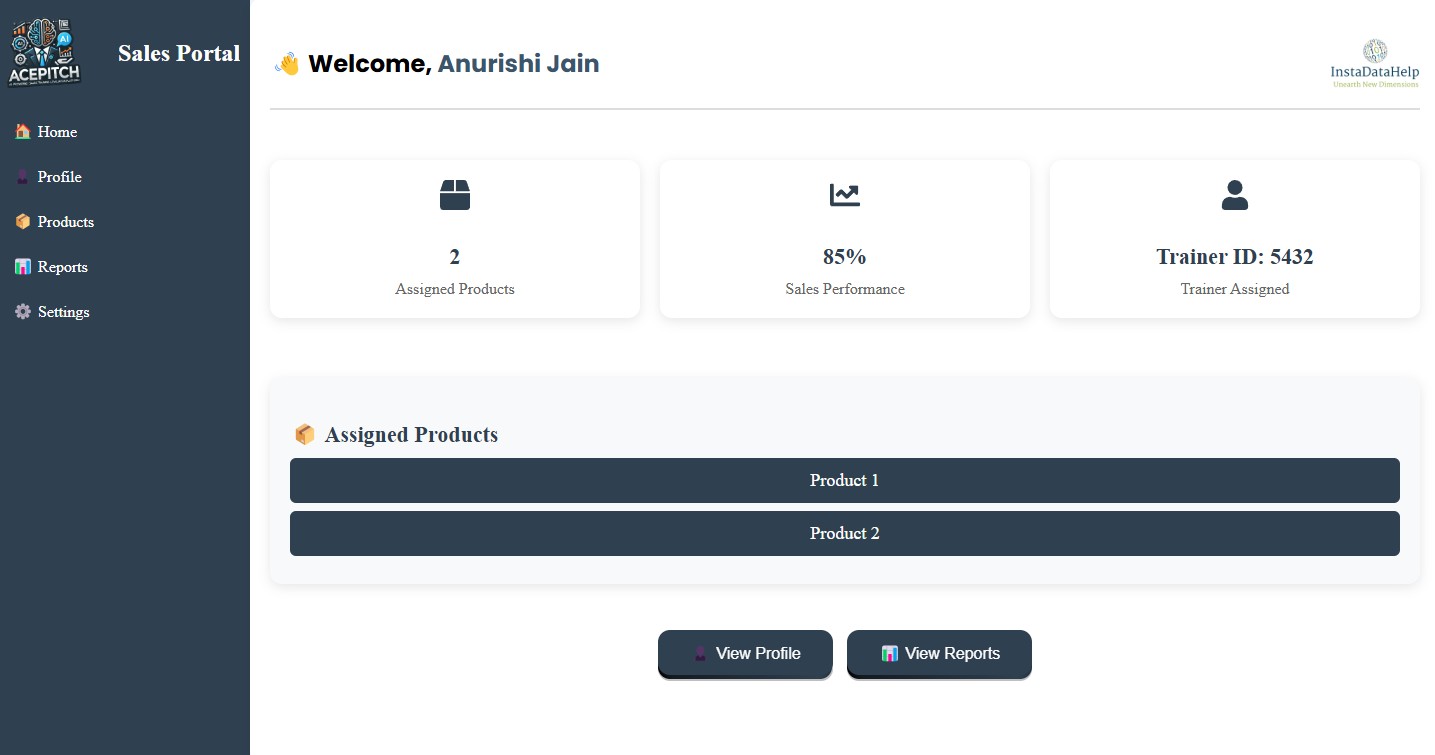 AI
ACEPITCH
Sales Portal
Home
Profile
Products
Reports
Settings
Welcome, Anurishi Jain
InstaDataHelp
Unearth New Dimensions
2
Assigned Products
85%
Sales Performance
Trainer ID: 5432
Trainer Assigned
Assigned Products
Product 1
Product 2
View Profile
View Reports